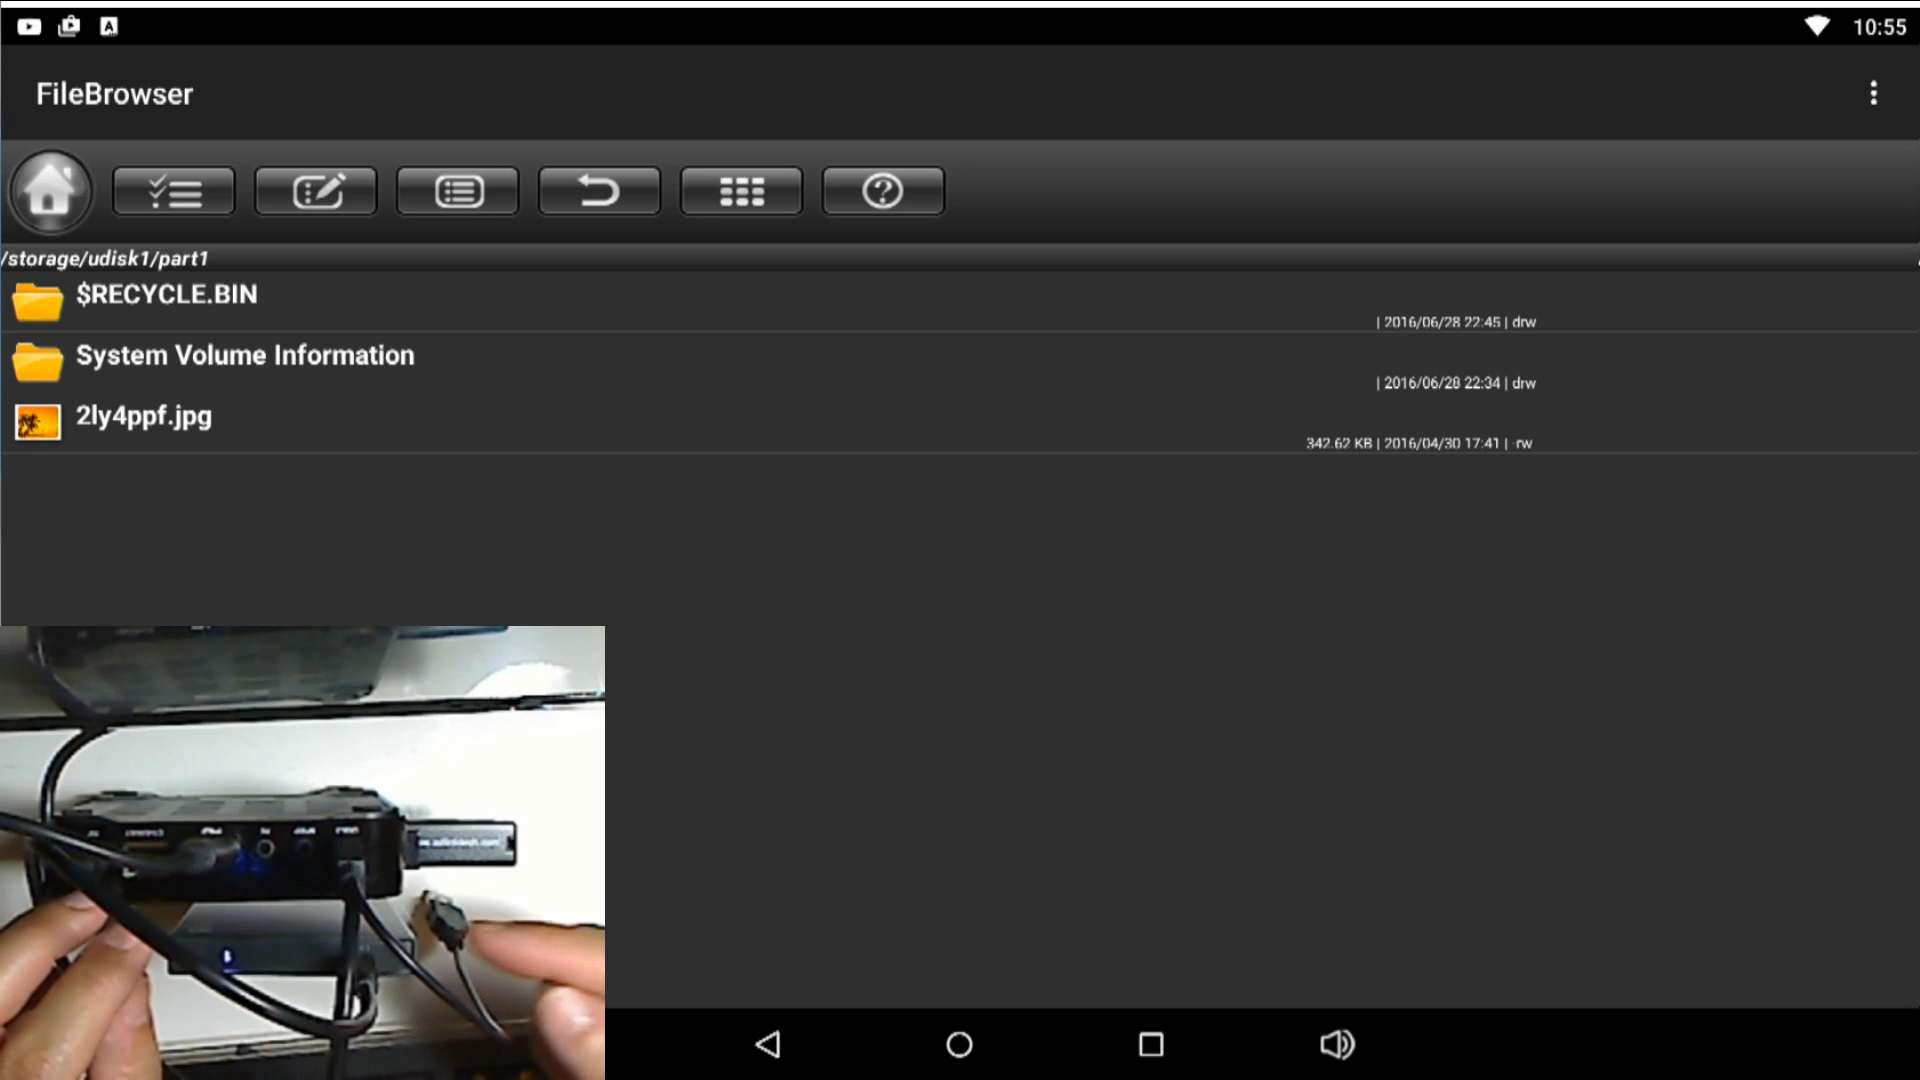 10:55
FileBrowser
/storage/udisk1/part1
$RECYCLE.BIN
| 2016/06/28 22:45 | drw
System Volume Information
| 2016/06/28 22:34 | drw
2ly4ppf.jpg
342.62 KB | 2016/04/30 17:41 | -rw